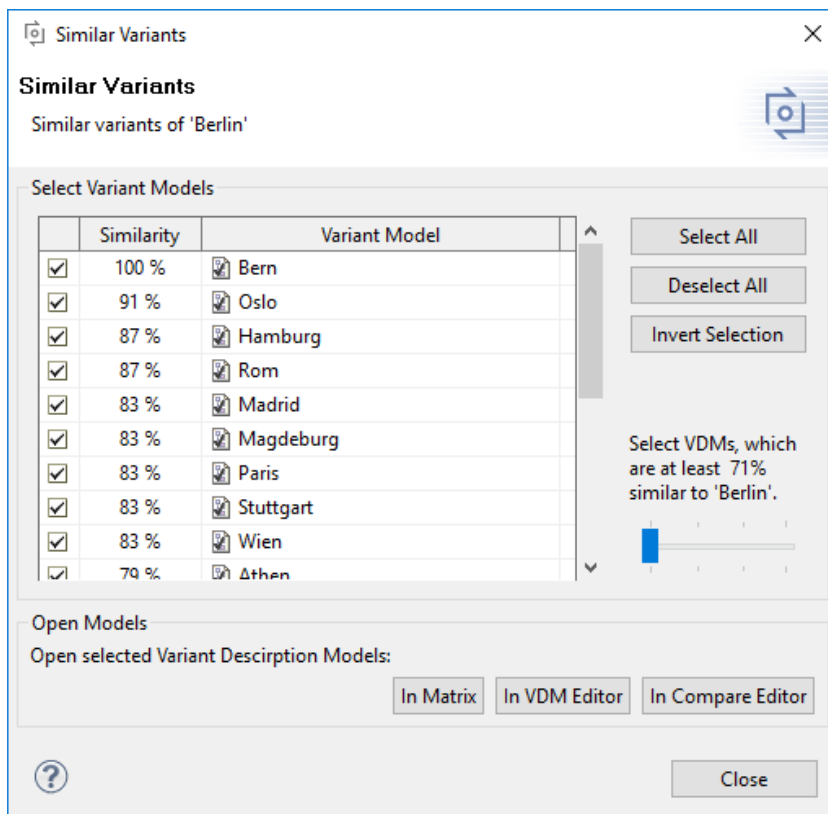 Similar Variants
Similar Variants
Similar variants of 'Berlin'
Select Variant Models
Similarity Variant Model
100 % Bern
91 % Oslo
87 % Hamburg
87 % Rom
83 % Madrid
83 % Magdeburg
83 % Paris
83 % Stuttgart
83 % Wien
79 % Athen
Select All
Deselect All
Invert Selection
Select VDMs, which
are at least 71%
similar to 'Berlin'.
Open Models
Open selected Variant Descirption Models:
In Matrix In VDM Editor In Compare Editor
?
Close